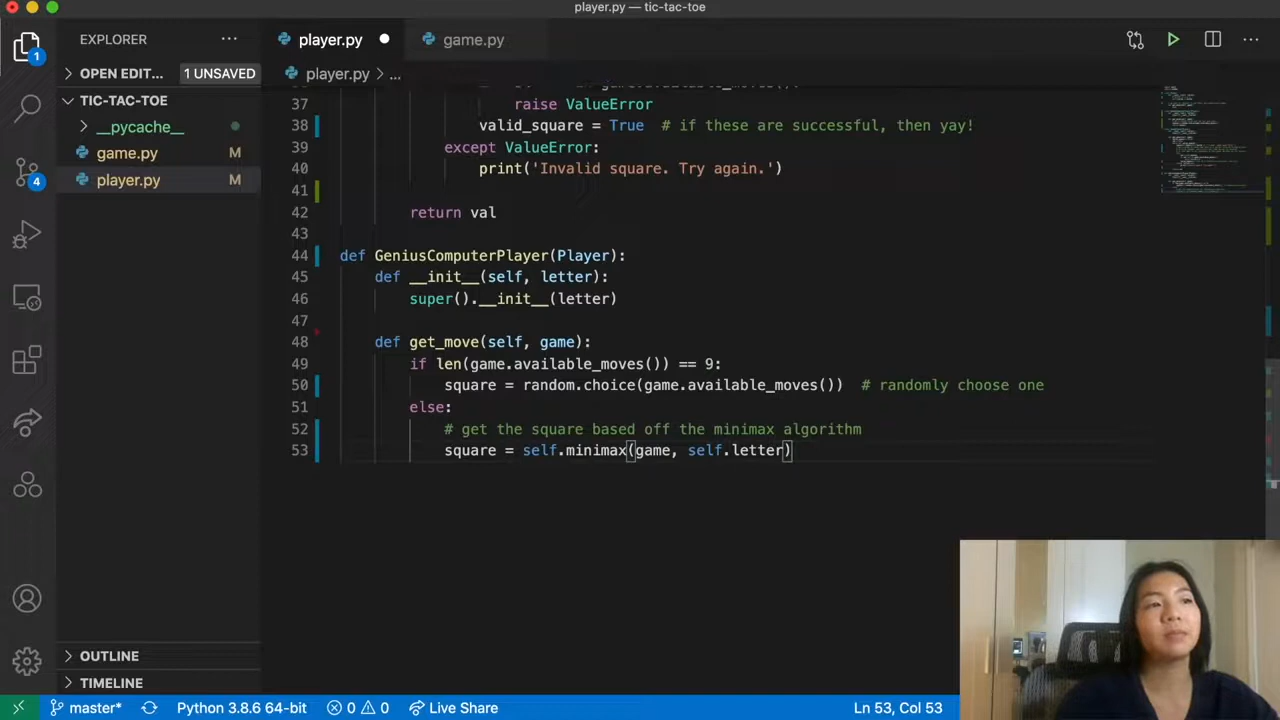 player.py — tic-tac-toe
EXPLORER
player.py
game.py
1
OPEN EDIT... 1 UNSAVED
player.py > ...
TIC-TAC-TOE
__pycache__
game.py M
player.py M
4
37 raise ValueError
38 valid_square = True # if these are successful, then yay!
39 except ValueError:
40 print('Invalid square. Try again.')
41
42 return val
43
44 def GeniusComputerPlayer(Player):
45 def __init__(self, letter):
46 super().__init__(letter)
47
48 def get_move(self, game):
49 if len(game.available_moves()) == 9:
50 square = random.choice(game.available_moves()) # randomly choose one
51 else:
52 # get the square based off the minimax algorithm
53 square = self.minimax(game, self.letter)
OUTLINE
TIMELINE
master* Python 3.8.6 64-bit 0 0 Live Share Ln 53, Col 53